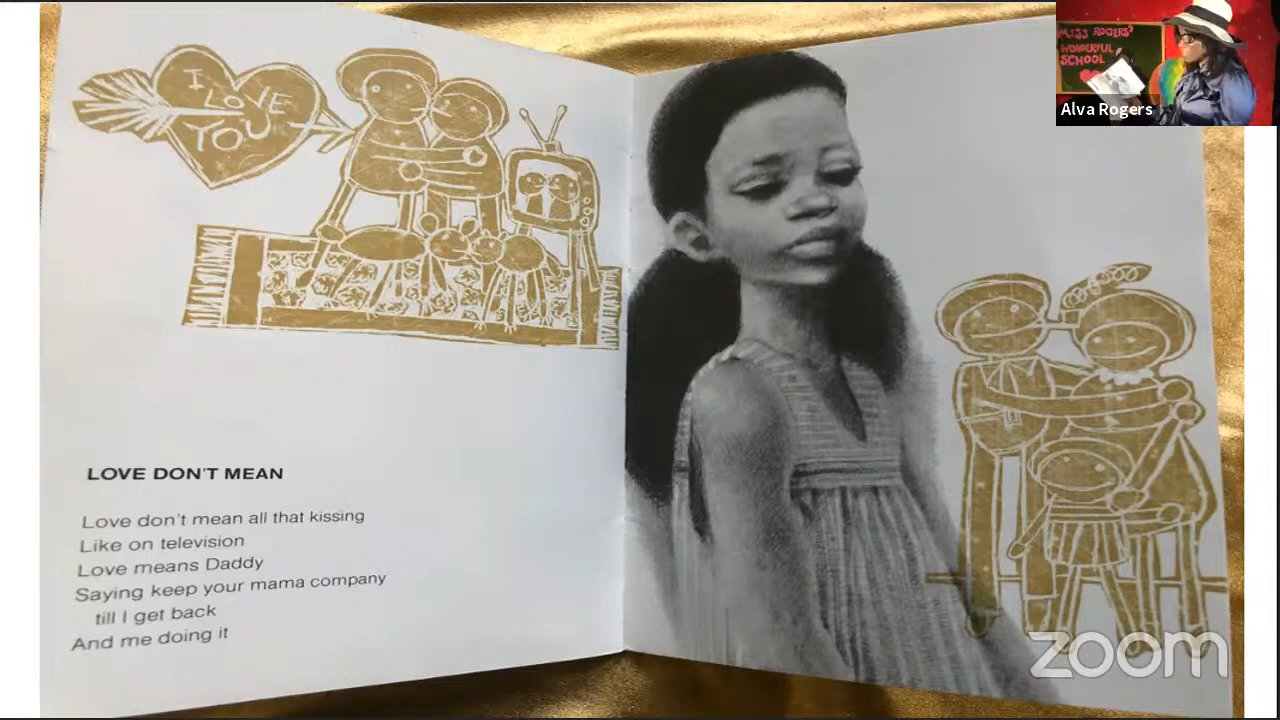 I
LOVE
YOU
LOVE DON'T MEAN
Love don't mean all that kissing
Like on television
Love means Daddy
Saying keep your mama company
till I get back
And me doing it
MISS ROGERS'
WONDERFUL
SCHOOL
Alva Rogers
zoom